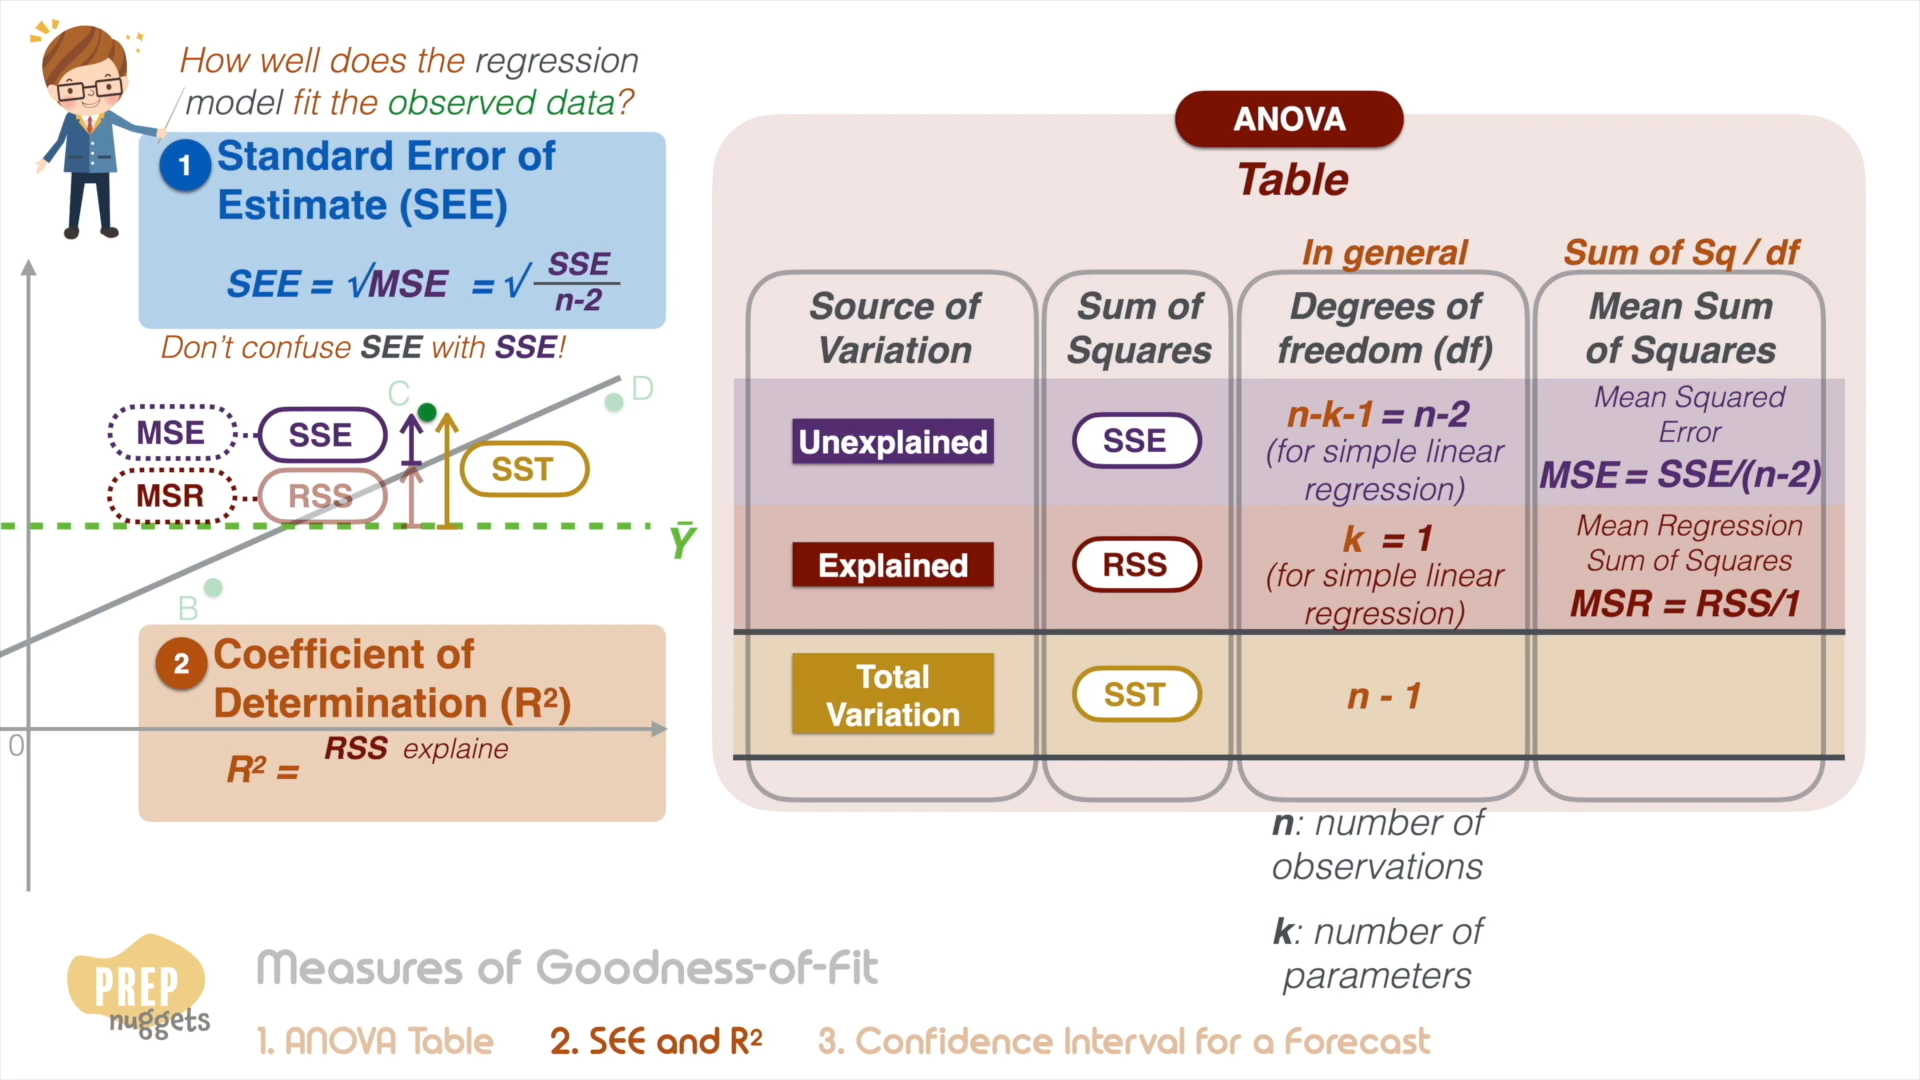 How well does the regression
model fit the observed data?
1 Standard Error of
Estimate (SEE)
SEE = √MSE = √ SSE
n-2
Don't confuse SEE with SSE!
C
D
MSE SSE
SST
MSR RSS
Ȳ
B
2 Coefficient of
Determination (R²)
0
RSS explaine
R² =
ANOVA
Table
In general
Sum of Sq / df
Source of
Variation
Sum of
Squares
Degrees of
freedom (df)
Mean Sum
of Squares
Unexplained
SSE
n-k-1 = n-2
(for simple linear
regression)
Mean Squared
Error
MSE = SSE/(n-2)
Explained
RSS
k = 1
(for simple linear
regression)
Mean Regression
Sum of Squares
MSR = RSS/1
Total
Variation
SST
n - 1
n: number of
observations
k: number of
parameters
PREP
nuggets
Measures of Goodness-of-Fit
1. ANOVA Table 2. SEE and R² 3. Confidence Interval for a Forecast